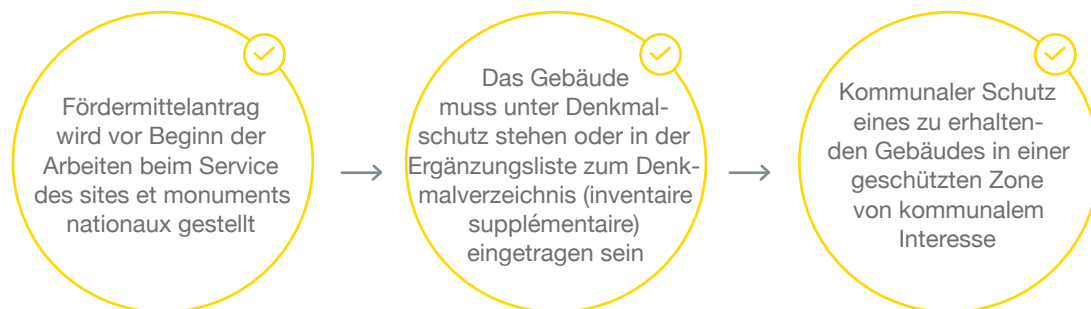 Fördermittelantrag
wird vor Beginn der
Arbeiten beim Service
des sites et monuments
nationaux gestellt
Das Gebäude
muss unter Denkmal-
schutz stehen oder in der
Ergänzungsliste zum Denk-
malverzeichnis (inventaire
supplémentaire)
eingetragen sein
Kommunaler Schutz
eines zu erhalten-
den Gebäudes in einer
geschützten Zone
von kommunalem
Interesse